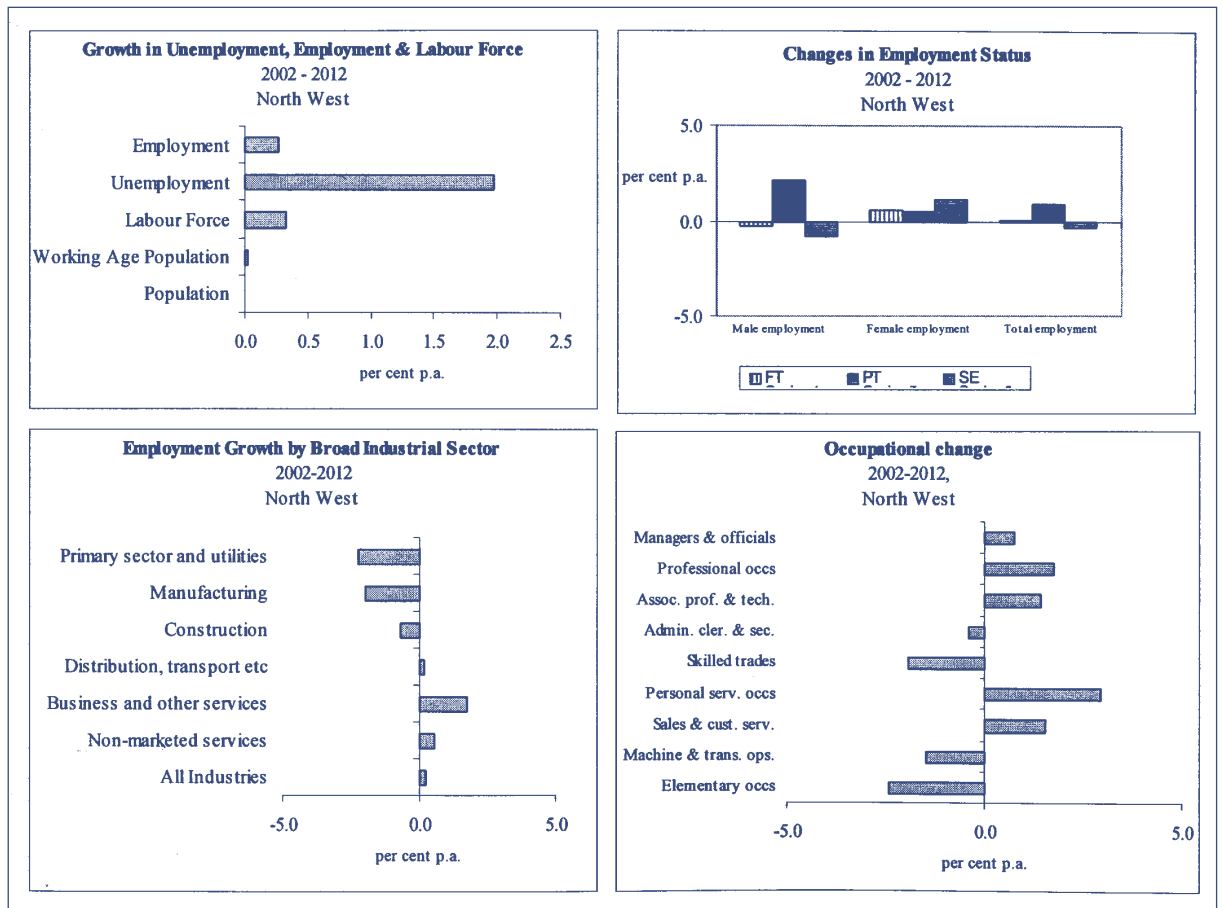 Growth in Unemployment, Employment & Labour Force
2002 - 2012
North West
Employment
Unemployment
Labour Force
Working Age Population
Population
0.0 0.5 1.0 1.5 2.0 2.5
per cent p.a.
Changes in Employment Status
2002 - 2012
North West
5.0
per cent p.a.
0.0
-5.0
Male employment Female employment Total employment
FT PT SE
Employment Growth by Broad Industrial Sector
2002-2012
North West
Primary sector and utilities
Manufacturing
Construction
Distribution, transport etc
Business and other services
Non-marketed services
All Industries
-5.0 0.0 5.0
per cent p.a.
Occupational change
2002-2012,
North West
Managers & officials
Professional occs
Assoc. prof. & tech.
Admin. cler. & sec.
Skilled trades
Personal serv. occs
Sales & cust. serv.
Machine & trans. ops.
Elementary occs
-5.0 0.0 5.0
per cent p.a.